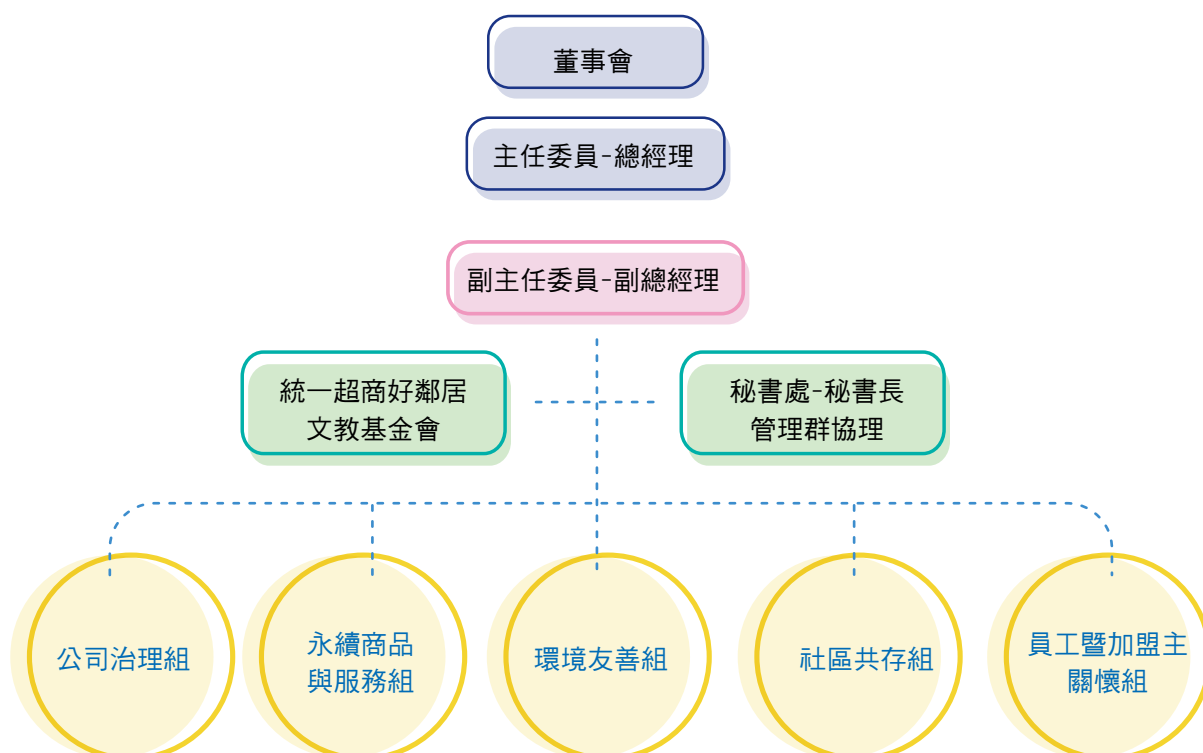 董事會
主任委員-總經理
副主任委員-副總經理
統一超商好鄰居
文教基金會
秘書處-秘書長
管理群協理
公司治理組
永續商品
與服務組
環境友善組
社區共存組
員工暨加盟主
關懷組